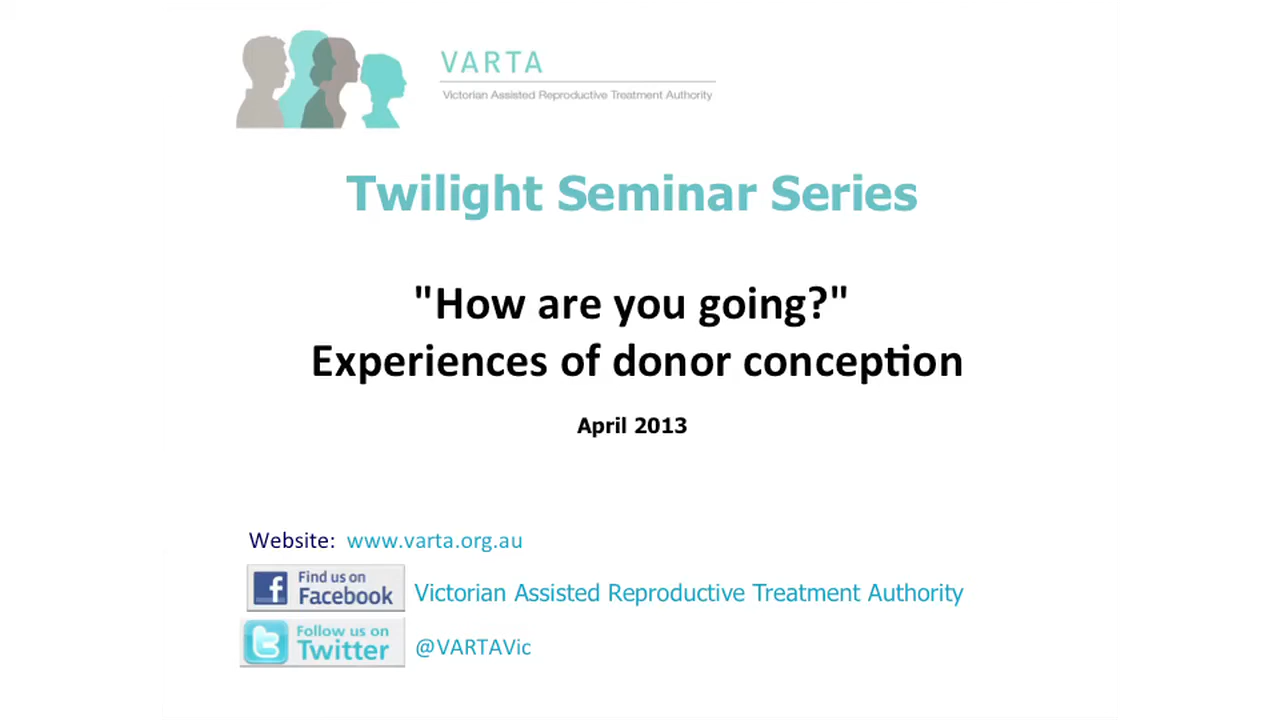 VARTA
Victorian Assisted Reproductive Treatment Authority
Twilight Seminar Series
"How are you going?"
Experiences of donor conception
April 2013
Website: www.varta.org.au
Find us on
Facebook
Victorian Assisted Reproductive Treatment Authority
Follow us on
Twitter
@VARTAVic